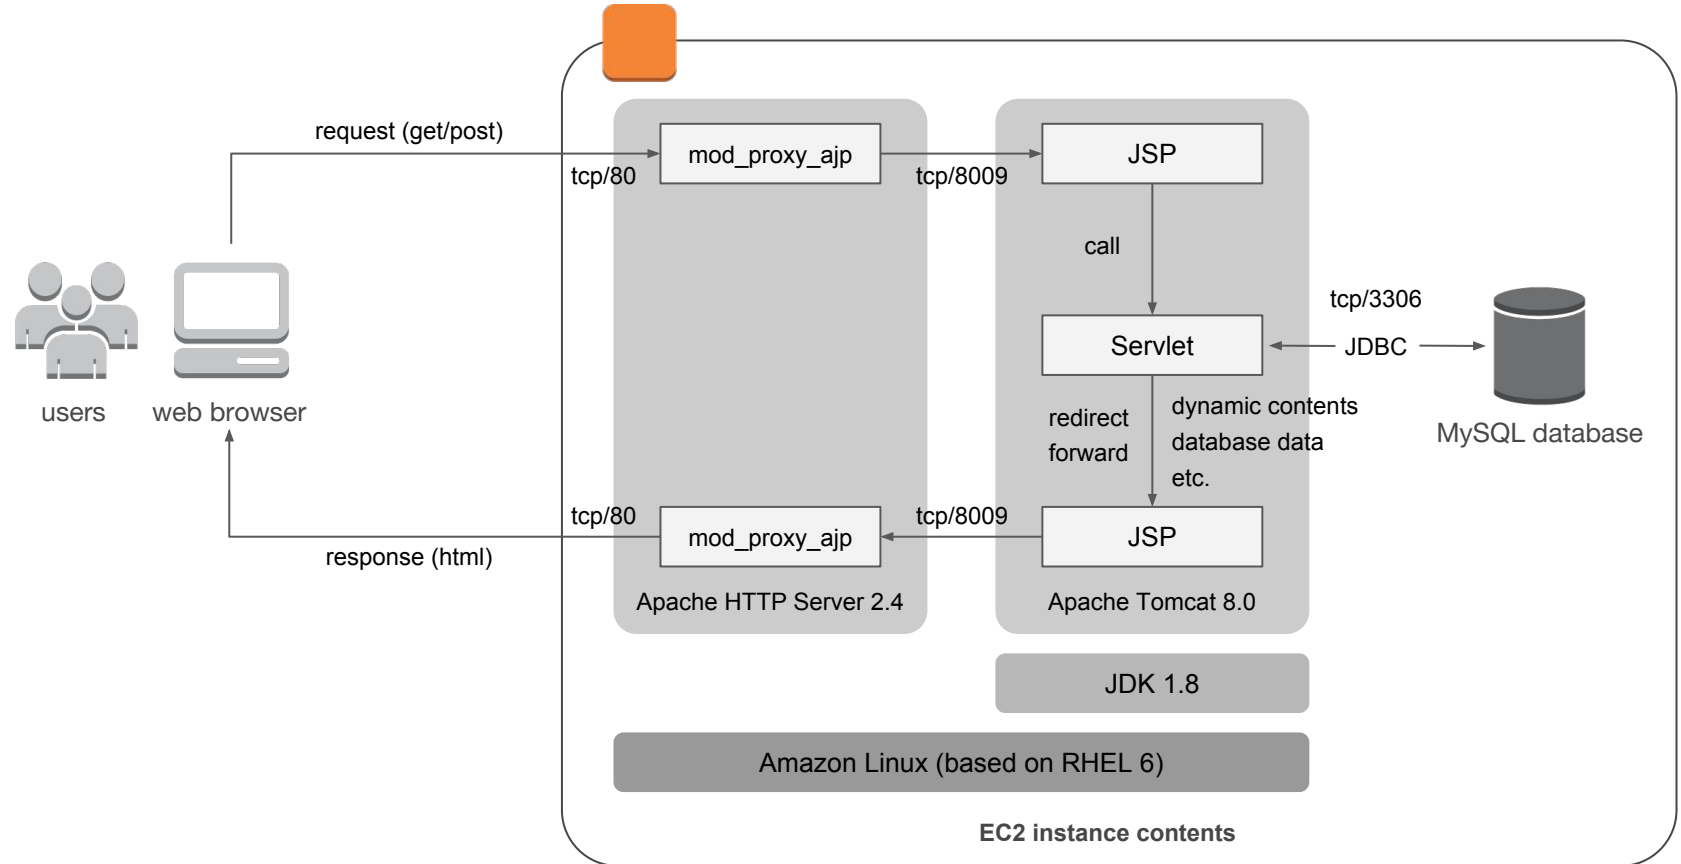 request (get/post)
mod_proxy_ajp
JSP
tcp/80
tcp/8009
call
tcp/3306
Servlet
JDBC
users
web browser
redirect
forward
dynamic contents
database data
etc.
MySQL database
tcp/80
tcp/8009
mod_proxy_ajp
JSP
response (html)
Apache HTTP Server 2.4
Apache Tomcat 8.0
JDK 1.8
Amazon Linux (based on RHEL 6)
EC2 instance contents